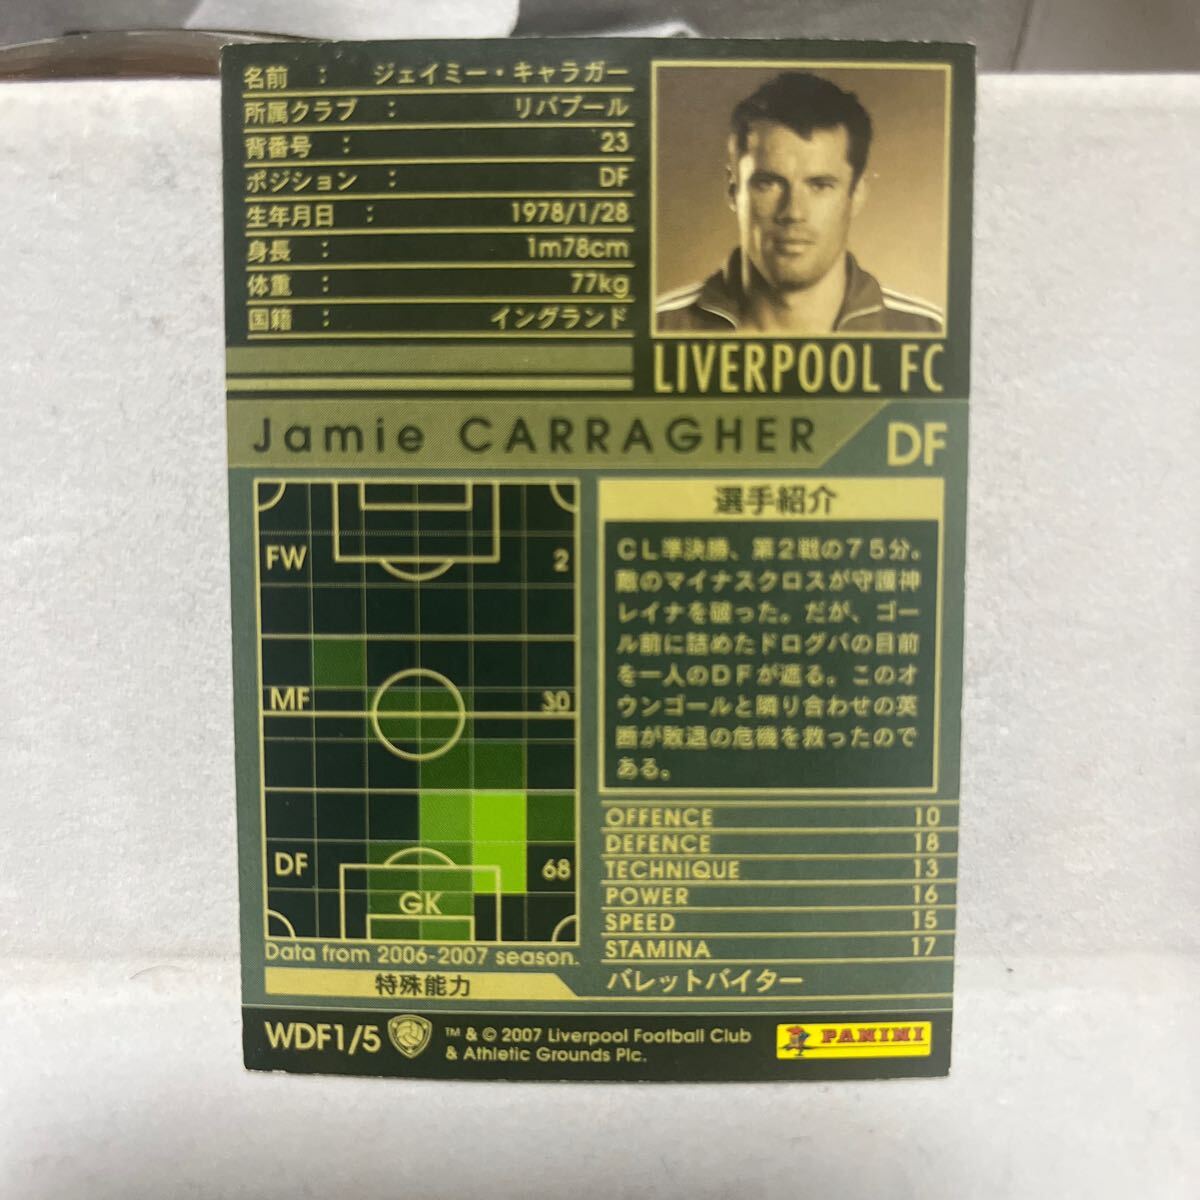 名前 : ジェイミー・キャラガー
所属クラブ : リバプール
背番号 : 23
ポジション : DF
生年月日 : 1978/1/28
身長 : 1m78cm
体重 : 77kg
国籍 : イングランド
LIVERPOOL FC
Jamie CARRAGHER
DF
FW 2
MF 30
DF 68
GK
Data from 2006-2007 season.
選手紹介
CL準決勝、第2戦の75分。
敵のマイナスクロスが守護神
レイナを破った。だが、ゴー
ル前に詰めたドログバの目前
を一人のDFが遮る。このオ
ウンゴールと隣り合わせの英
断が敗退の危機を救ったので
ある。
OFFENCE 10
DEFENCE 18
TECHNIQUE 13
POWER 16
SPEED 15
STAMINA 17
特殊能力 バレットバイター
WDF1/5
TM & © 2007 Liverpool Football Club
& Athletic Grounds Plc.
PANINI